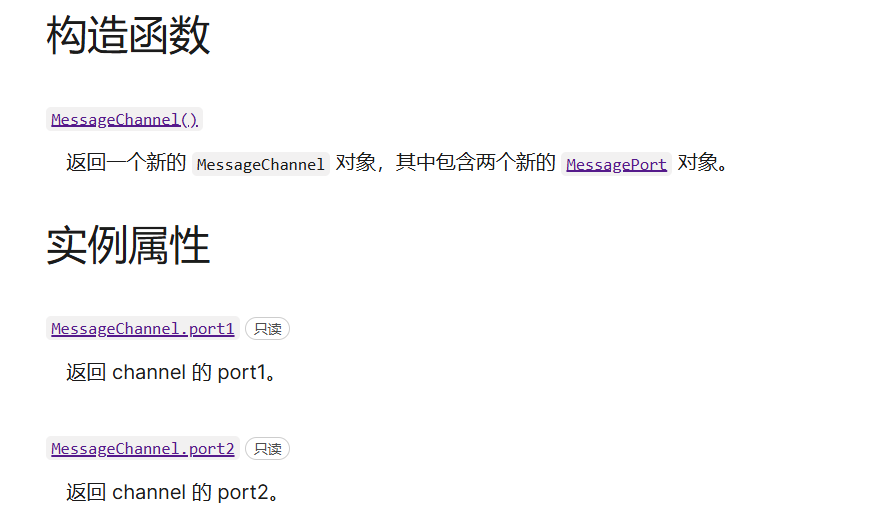 构造函数
MessageChannel()
返回一个新的 MessageChannel 对象，其中包含两个新的 MessagePort 对象。
实例属性
MessageChannel.port1 只读
返回 channel 的 port1。
MessageChannel.port2 只读
返回 channel 的 port2。